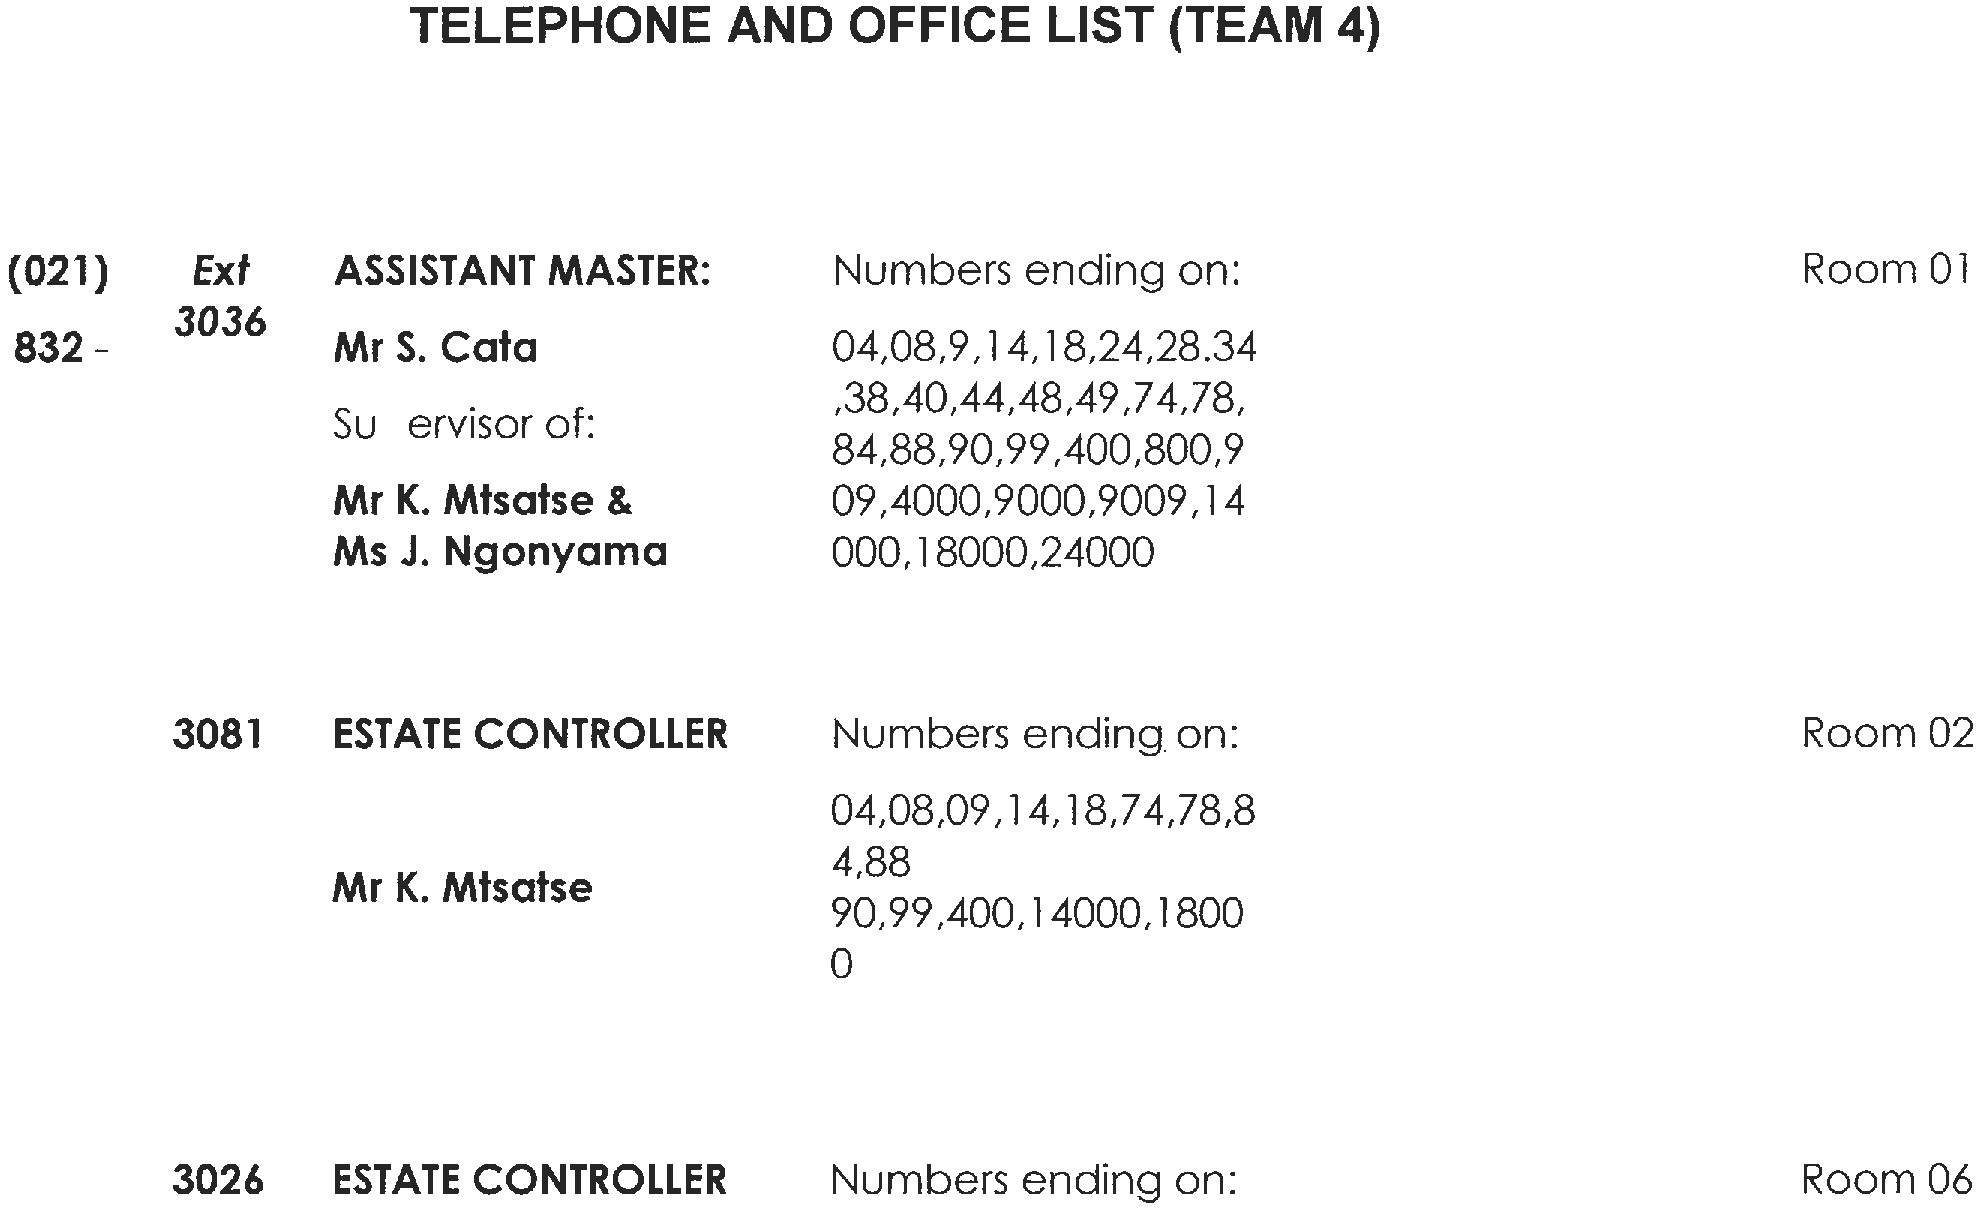 TELEPHONE AND OFFICE LIST (TEAM 4)
(021) Ext ASSISTANT MASTER: Numbers ending on: Room 01
3036
832 - Mr S. Cata 04,08,9,14,18,24,28.34
,38,40,44,48,49,74,78,
Su ervisor of:
84,88,90,99,400,800,9
Mr K. Mtsatse & 09,4000,9000,9009,14
Ms J. Ngonyama 000,18000,24000
3081 ESTATE CONTROLLER Numbers ending on: Room 02
04,08,09,14,18,74,78,8
4,88
Mr K. Mtsatse
90,99,400,14000,1800
0
3026 ESTATE CONTROLLER Numbers ending on: Room 06